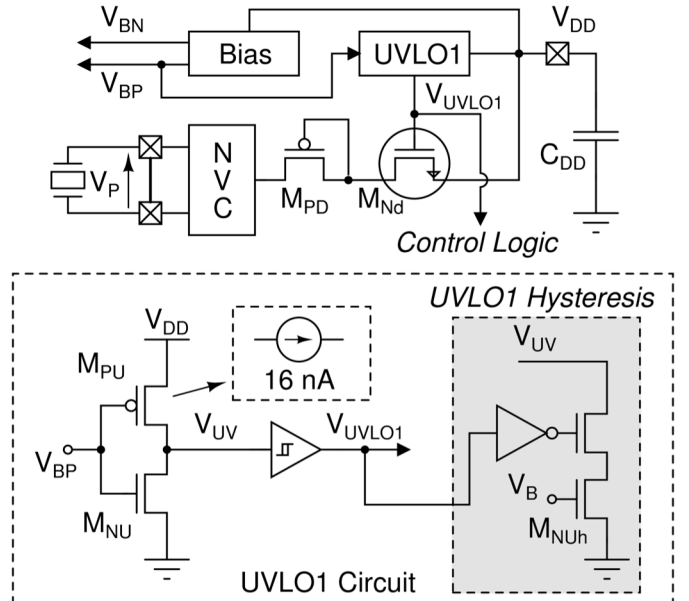 V_BN
V_BP
Bias
UVLO1
V_DD
V_UVLO1
C_DD
V_P
N
V
C
M_PD
M_Nd
Control Logic
UVLO1 Hysteresis
V_DD
M_PU
16 nA
V_UV
V_UV
V_UVLO1
V_BP
V_B
M_NU
M_NUh
UVLO1 Circuit